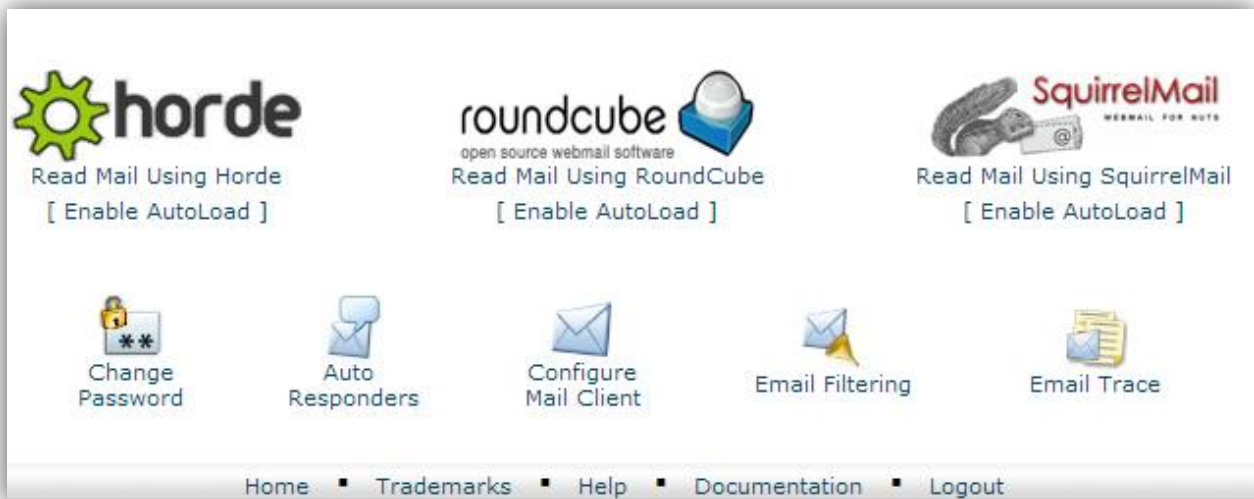 horde
roundcube
open source webmail software
SquirrelMail
WEBMAIL FOR NUTS
@
Read Mail Using Horde
Read Mail Using RoundCube
Read Mail Using SquirrelMail
[ Enable AutoLoad ]
[ Enable AutoLoad ]
[ Enable AutoLoad ]
**
Change
Password
Auto
Responders
Configure
Mail Client
Email Filtering
Email Trace
Home ▪ Trademarks ▪ Help ▪ Documentation ▪ Logout